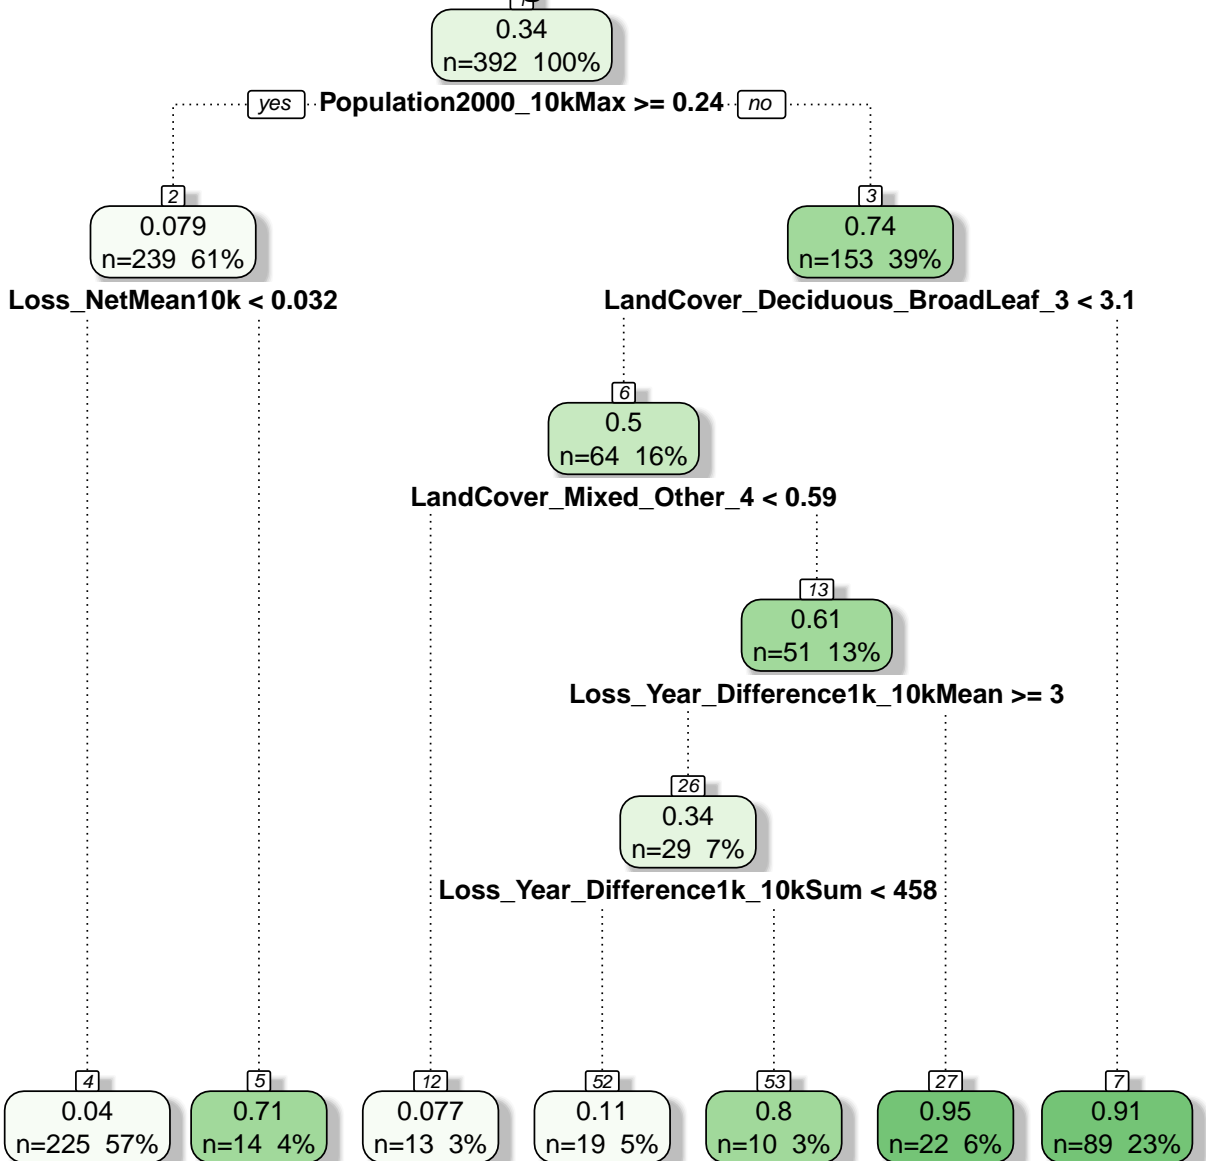 1
0.34
n=392 100%
yes Population2000_10kMax >= 0.24 no
2
0.079
n=239 61%
3
0.74
n=153 39%
Loss_NetMean10k < 0.032
LandCover_Deciduous_BroadLeaf_3 < 3.1
6
0.5
n=64 16%
LandCover_Mixed_Other_4 < 0.59
13
0.61
n=51 13%
Loss_Year_Difference1k_10kMean >= 3
26
0.34
n=29 7%
Loss_Year_Difference1k_10kSum < 458
4
0.04
n=225 57%
5
0.71
n=14 4%
12
0.077
n=13 3%
52
0.11
n=19 5%
53
0.8
n=10 3%
27
0.95
n=22 6%
7
0.91
n=89 23%